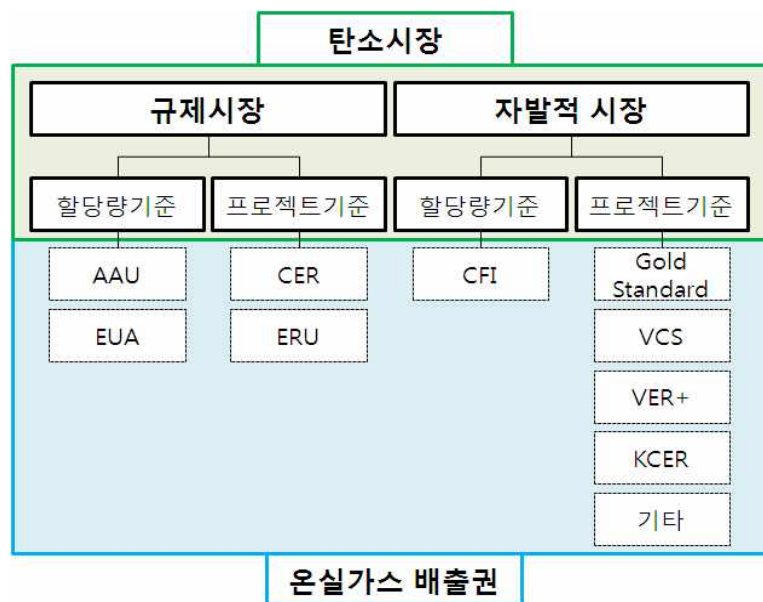 탄소시장
규제시장 자발적 시장
할당량기준 프로젝트기준 할당량기준 프로젝트기준
AAU CER CFI Gold
Standard
EUA ERU VCS
VER+
KCER
기타
온실가스 배출권